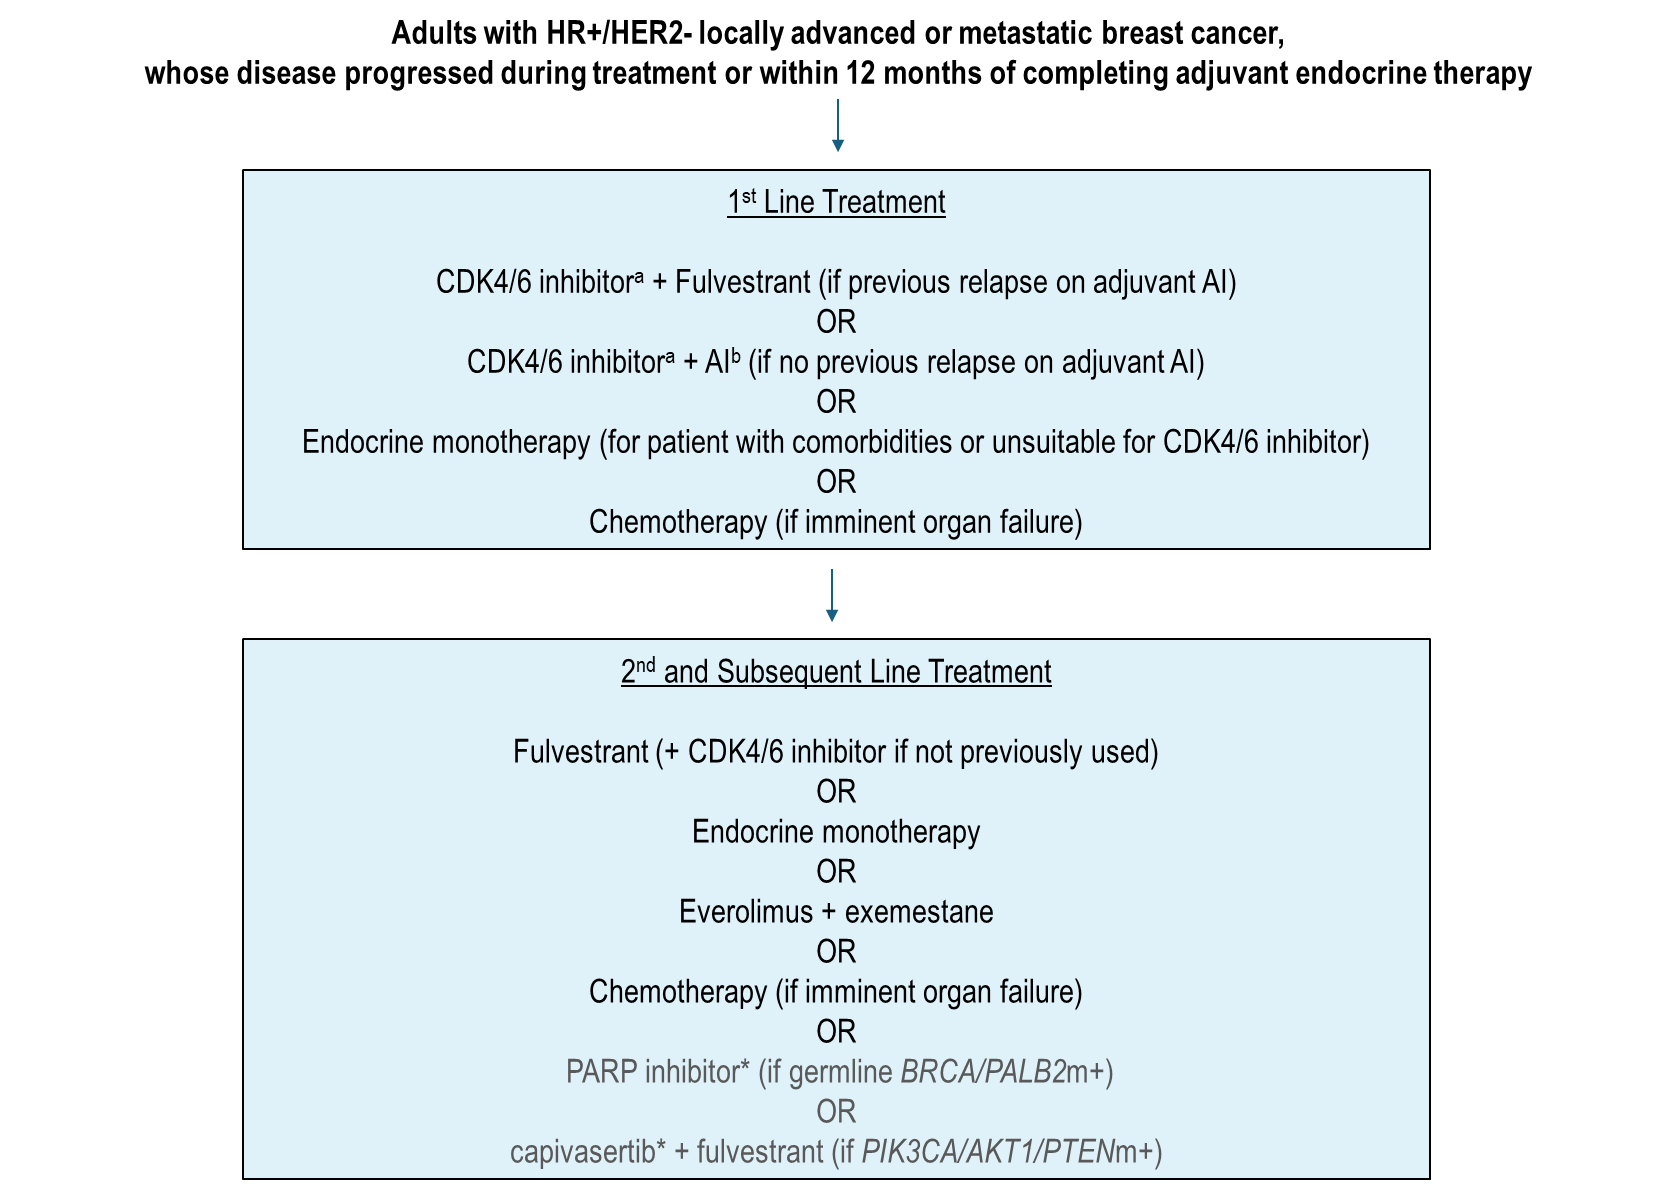 Adults with HR+/HER2- locally advanced or metastatic breast cancer,
whose disease progressed during treatment or within 12 months of completing adjuvant endocrine therapy
1st Line Treatment
CDK4/6 inhibitorᵃ + Fulvestrant (if previous relapse on adjuvant AI)
OR
CDK4/6 inhibitorᵃ + AIᵇ (if no previous relapse on adjuvant AI)
OR
Endocrine monotherapy (for patient with comorbidities or unsuitable for CDK4/6 inhibitor)
OR
Chemotherapy (if imminent organ failure)
2nd and Subsequent Line Treatment
Fulvestrant (+ CDK4/6 inhibitor if not previously used)
OR
Endocrine monotherapy
OR
Everolimus + exemestane
OR
Chemotherapy (if imminent organ failure)
OR
PARP inhibitor* (if germline BRCA/PALB2m+)
OR
capivasertib* + fulvestrant (if PIK3CA/AKT1/PTENm+)